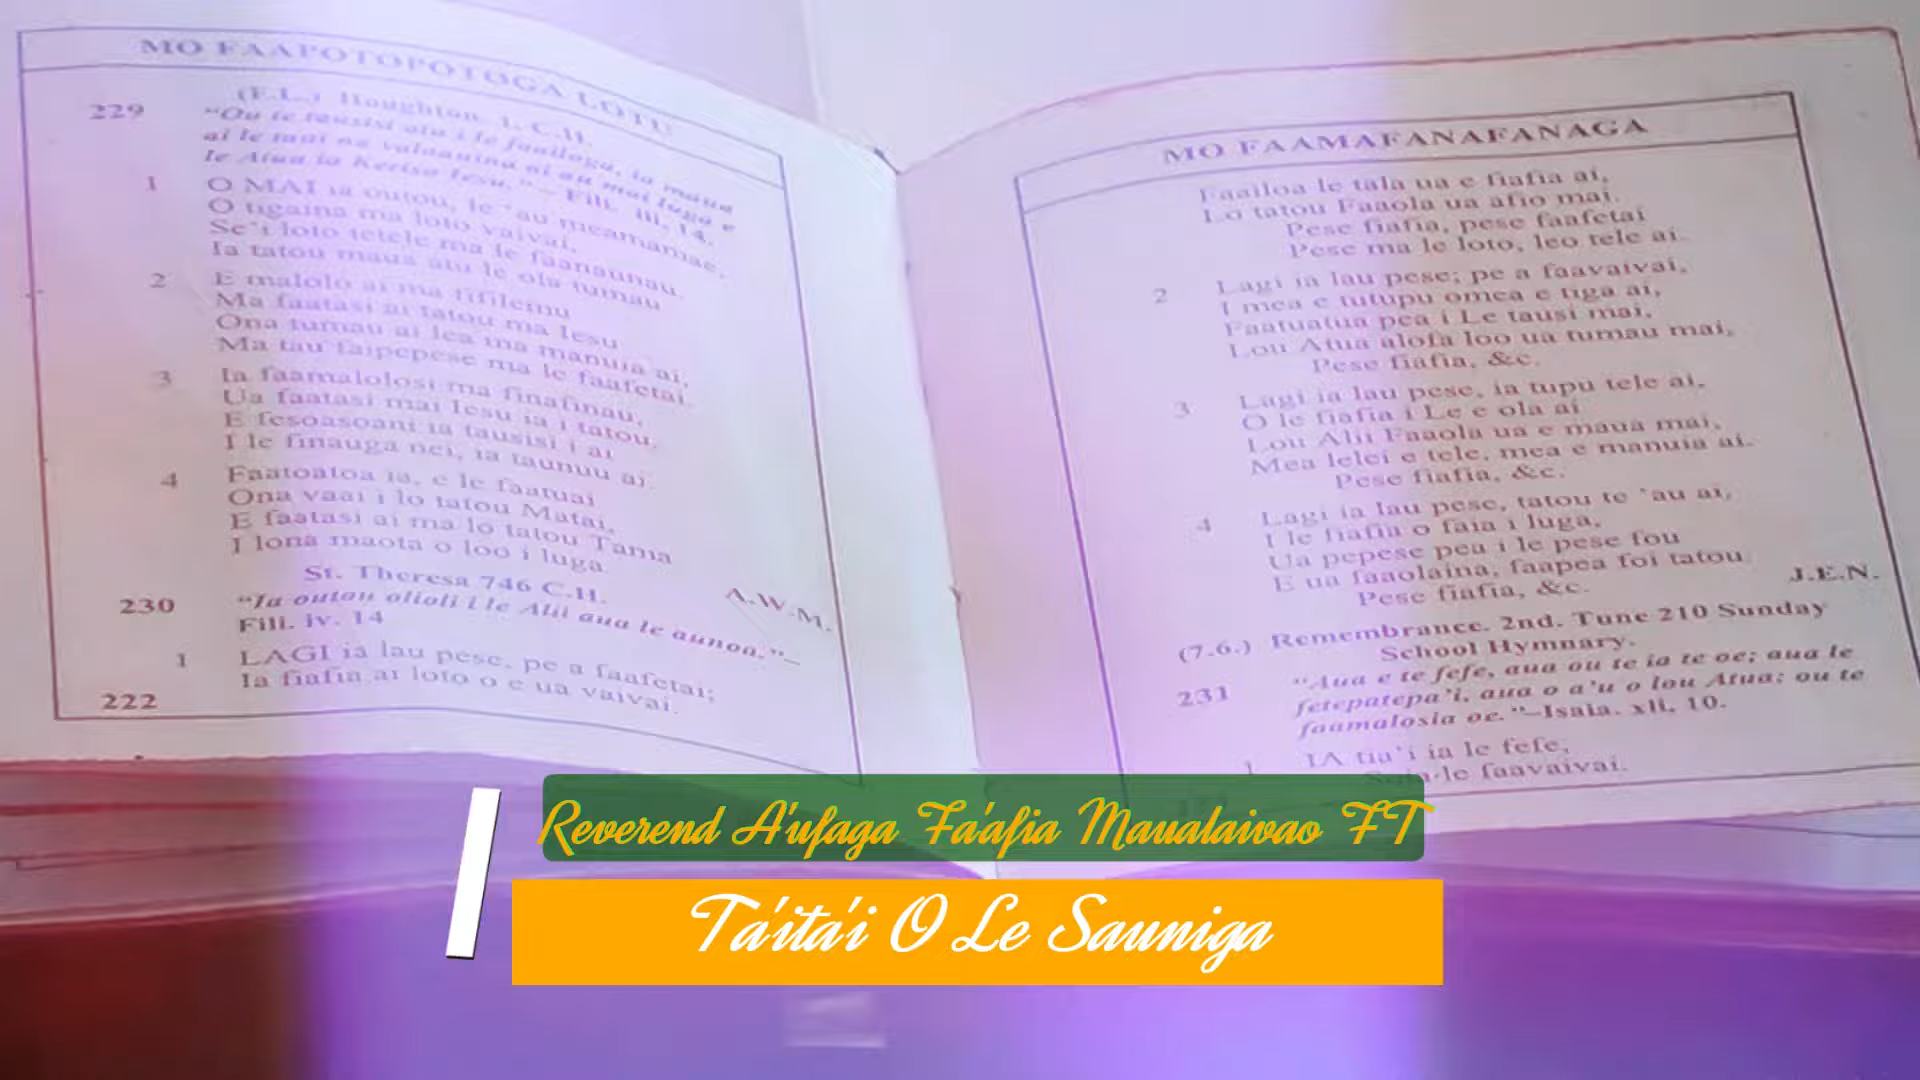 MO FAAPOTOPOTOGA LOTU
(F.L.) Houghton. L. C.H.
229 “Ou te tausisi atu i le faailoga, ia maua
ai le taui na valaauina ai au mai luga e
le Atua ia Keriso Iesu.”—Fili. iii, 14.
1 O MAI ia outou, le ‘au meamamae,
O tigaina ma loto vaivai,
Se’i loto tetele ma le faanaunau.
Ia tatou maua atu le ola tumau
2 E malolo ai ma fifilemu
Ma faatasi ai tatou ma Iesu
Ona tumau ai lea ma manuia ai,
Ma tau faipepese ma le faafetai.
3 Ia faamalolosi ma finafinau,
Ua faatasi mai Iesu ia i tatou,
E fesoasoani ia tausisi i ai
I le finauga nei, ia taunuu ai.
4 Faatoatoa ia, e le faatuai
Ona vaai i lo tatou Matai,
E faatasi ai ma lo tatou Tama
I lona maota o loo i luga
A.W.M.
St. Theresa 746 C.H.
230 “Ia outou olioli i le Alii aua le aunoa.”—
Fili. iv. 14
1 LAGI ia lau pese, pe a faafetai;
Ia fiafia ai loto o e ua vaivai.
222
MO FAAMAFANAFANAGA
Faailoa le tala ua e fiafia ai,
Lo tatou Faaola ua afio mai.
Pese fiafia, pese faafetai
Pese ma le loto, leo tele ai.
2 Lagi ia lau pese; pe a faavaivai,
I mea e tutupu omea e tiga ai,
Faatuatua pea i Le tausi mai,
Lou Atua alofa loo ua tumau mai,
Pese fiafia, &c.
3 Lagi ia lau pese, ia tupu tele ai,
O le fiafia i Le e ola ai
Lou Alii Faaola ua e maua mai,
Mea lelei e tele, mea e manuia ai.
Pese fiafia, &c.
4 Lagi ia lau pese, tatou te ‘au ai,
I le fiafia o faia i luga,
Ua pepese pea i le pese fou
E ua faaolaina, faapea foi tatou
Pese fiafia, &c.
J.E.N.
(7.6.) Remembrance. 2nd. Tune 210 Sunday
School Hymnary.
231 “Aua e te fefe, aua ou te ia te oe; aua le
fetepatepa’i, aua o a’u o lou Atua; ou te
faamalosia oe.”—Isaia. xli, 10.
1 IA tia’i ia le fefe,
le faavaivai.
Reverend A'ufaga Fa'afia Maualaivao FT
Ta'ita'i O Le Sauniga